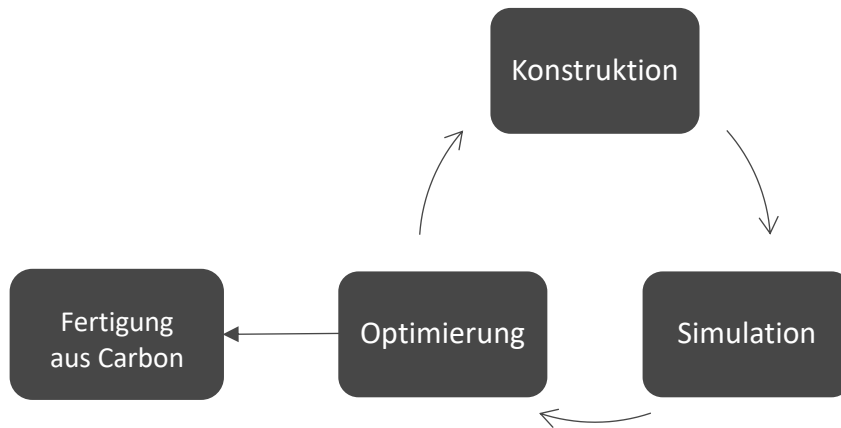 Konstruktion
Fertigung
aus Carbon
Optimierung
Simulation